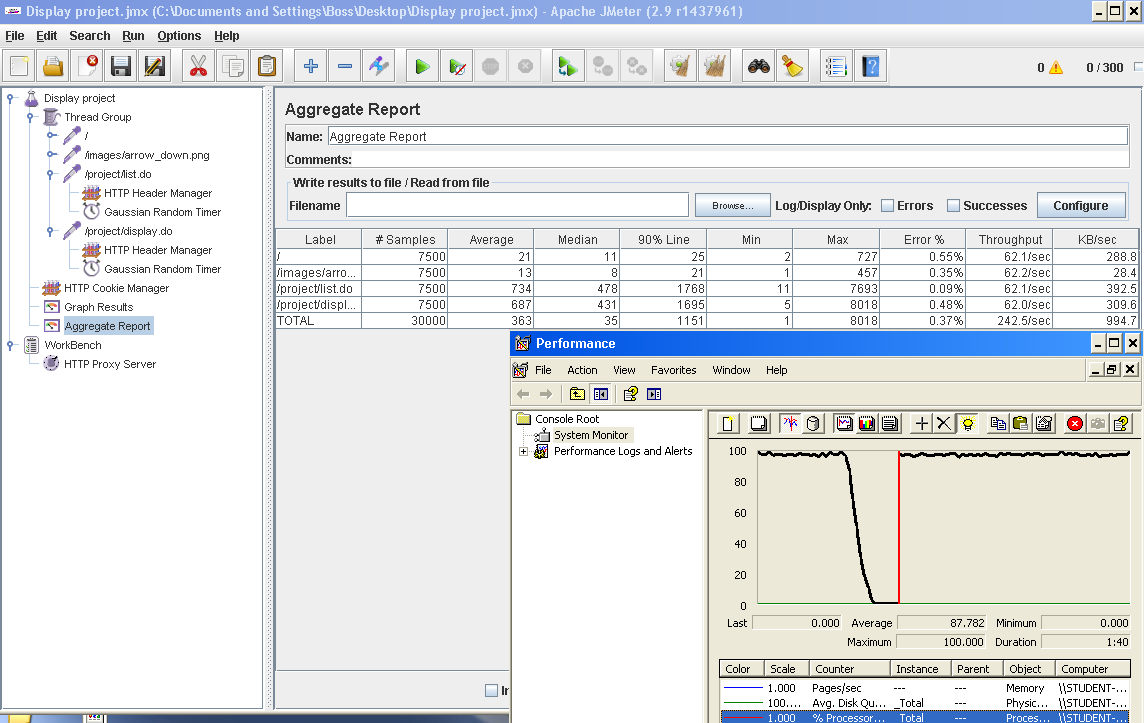 Display project.jmx (C:\Documents and Settings\Boss\Desktop\Display project.jmx) - Apache JMeter (2.9 r1437961)
File Edit Search Run Options Help
0 0 / 300
Display project
Thread Group
/
/images/arrow_down.png
/project/list.do
HTTP Header Manager
Gaussian Random Timer
/project/display.do
HTTP Header Manager
Gaussian Random Timer
HTTP Cookie Manager
Graph Results
Aggregate Report
WorkBench
HTTP Proxy Server
Aggregate Report
Name: Aggregate Report
Comments:
Write results to file / Read from file
Filename Browse... Log/Display Only: Errors Successes Configure
Label # Samples Average Median 90% Line Min Max Error % Throughput KB/sec
/ 7500 21 11 25 2 727 0.55% 62.1/sec 288.8
/images/arro... 7500 13 8 21 1 457 0.35% 62.2/sec 28.4
/project/list.do 7500 734 478 1768 11 7693 0.09% 62.1/sec 392.5
/project/displ... 7500 687 431 1695 5 8018 0.48% 62.0/sec 309.6
TOTAL 30000 363 35 1151 1 8018 0.37% 242.5/sec 994.7
Performance
File Action View Favorites Window Help
Console Root
System Monitor
Performance Logs and Alerts
100
80
60
40
20
0
Last 0.000 Average 87.782 Minimum 0.000
Maximum 100.000 Duration 1:40
Color Scale Counter Instance Parent Object Computer
1.000 Pages/sec --- --- Memory \\STUDENT-...
100.... Avg. Disk Qu... _Total --- Physic... \\STUDENT-...
1.000 % Processor... _Total --- Proces... \\STUDENT-...